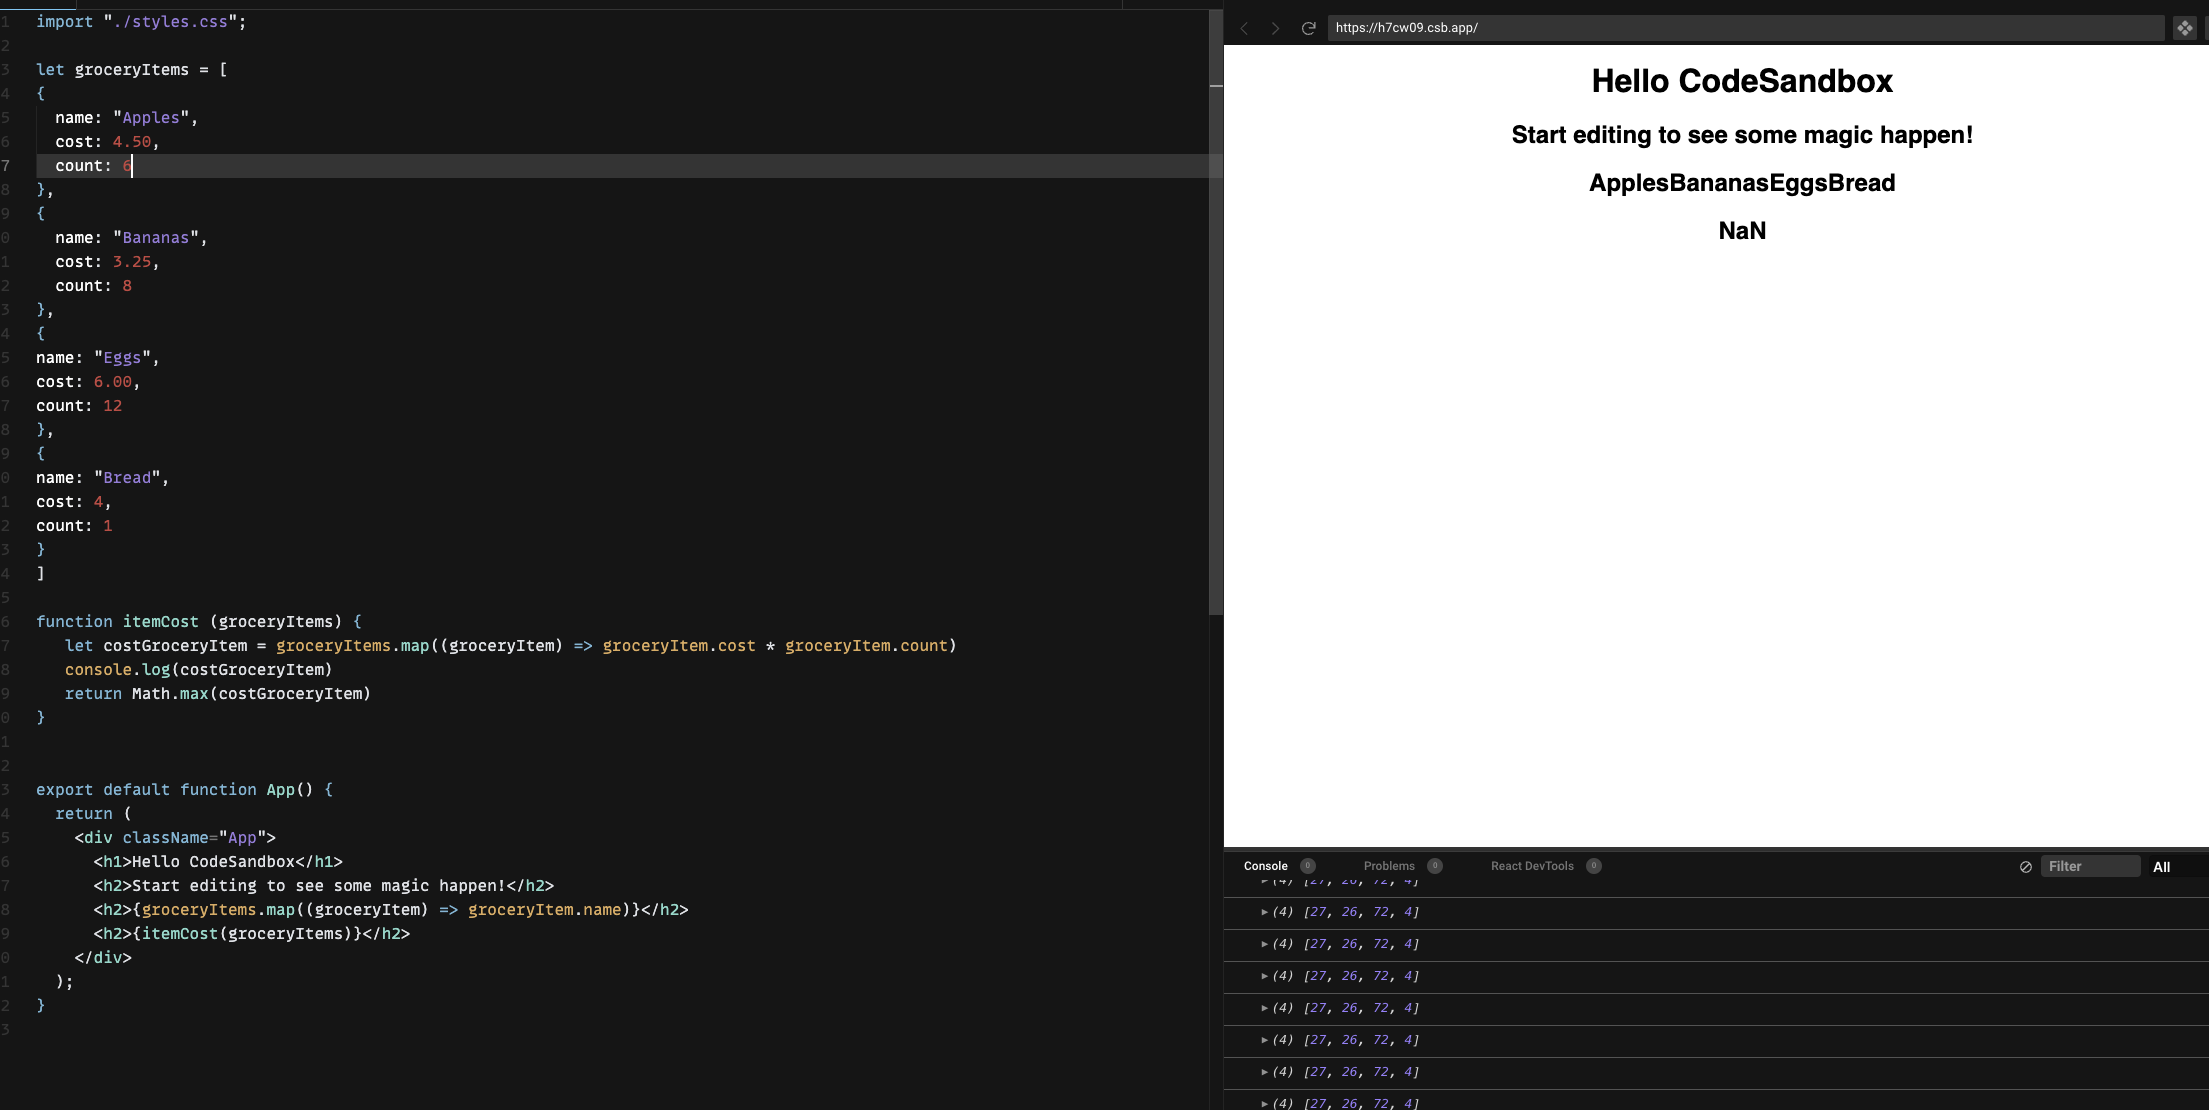 1 import "./styles.css";
2
3 let groceryItems = [
4 {
5 name: "Apples",
6 cost: 4.50,
7 count: 6
8 },
9 {
0 name: "Bananas",
1 cost: 3.25,
2 count: 8
3 },
4 {
5 name: "Eggs",
6 cost: 6.00,
7 count: 12
8 },
9 {
0 name: "Bread",
1 cost: 4,
2 count: 1
3 }
4 ]
5
6 function itemCost (groceryItems) {
7 let costGroceryItem = groceryItems.map((groceryItem) => groceryItem.cost * groceryItem.count)
8 console.log(costGroceryItem)
9 return Math.max(costGroceryItem)
0 }
1
2
3 export default function App() {
4 return (
5 <div className="App">
6 <h1>Hello CodeSandbox</h1>
7 <h2>Start editing to see some magic happen!</h2>
8 <h2>{groceryItems.map((groceryItem) => groceryItem.name)}</h2>
9 <h2>{itemCost(groceryItems)}</h2>
0 </div>
1 );
2 }
3
https://h7cw09.csb.app/
Hello CodeSandbox
Start editing to see some magic happen!
ApplesBananasEggsBread
NaN
Console 0 Problems 0 React DevTools 0 Filter All
(4) [27, 26, 72, 4]
(4) [27, 26, 72, 4]
(4) [27, 26, 72, 4]
(4) [27, 26, 72, 4]
(4) [27, 26, 72, 4]
(4) [27, 26, 72, 4]
(4) [27, 26, 72, 4]
(4) [27, 26, 72, 4]